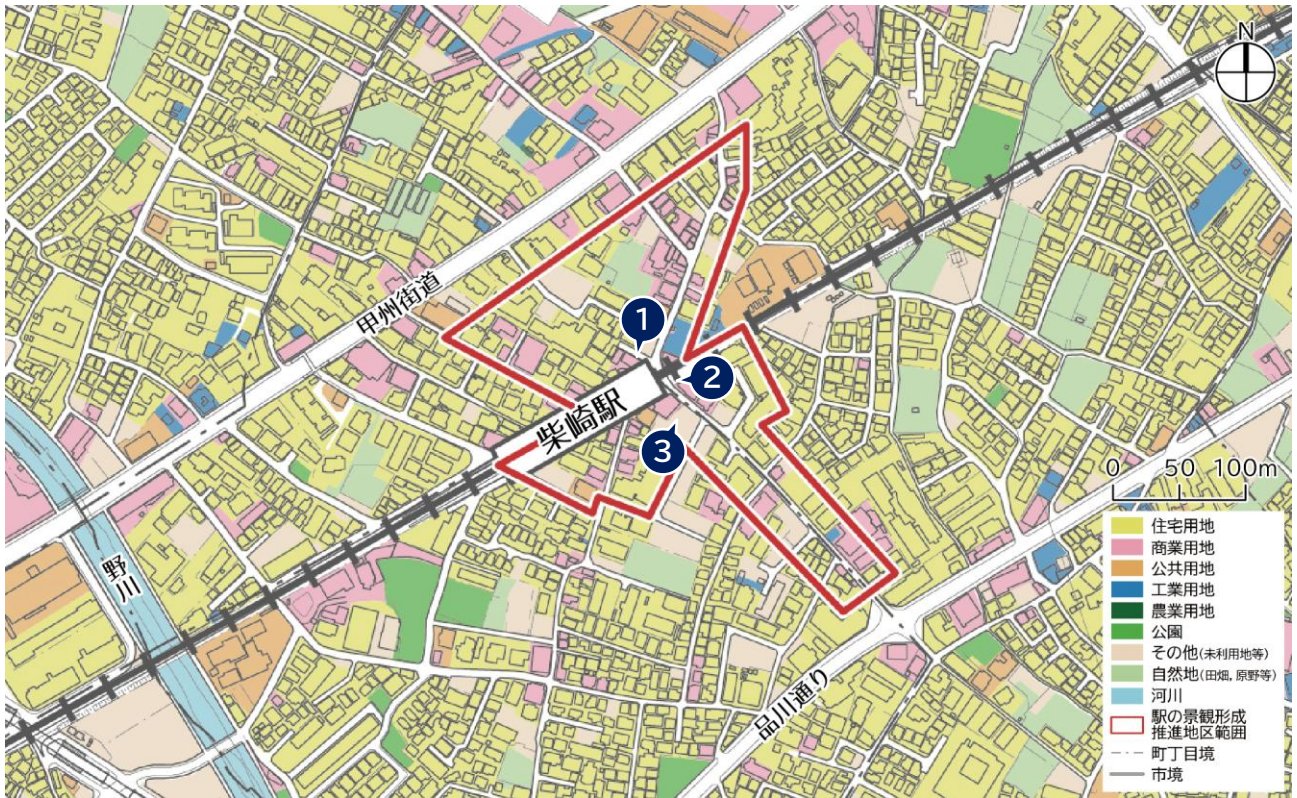 N
甲州街道
1
2
柴崎駅
3
野川
品川通り
0 50 100m
住宅用地
商業用地
公共用地
工業用地
農業用地
公園
その他(未利用地等)
自然地(田畑,原野等)
河川
駅の景観形成
推進地区範囲
町丁目境
市境